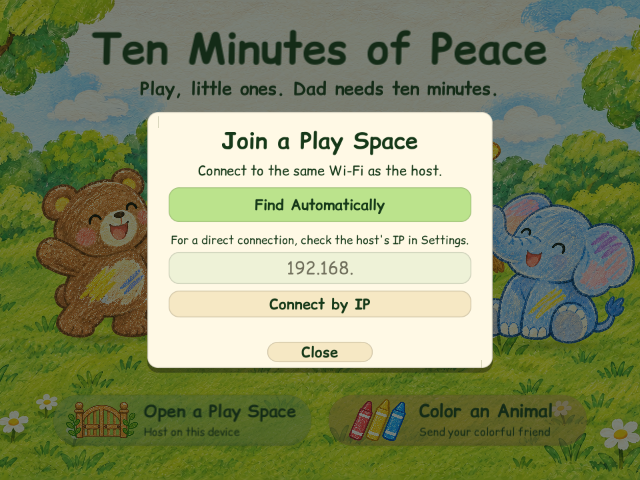 Ten Minutes of Peace
Play, little ones. Dad needs ten minutes.
Join a Play Space
Connect to the same Wi-Fi as the host.
Find Automatically
For a direct connection, check the host's IP in Settings.
192.168.
Connect by IP
Close
Open a Play Space
Host on this device
Color an Animal
Send your colorful friend